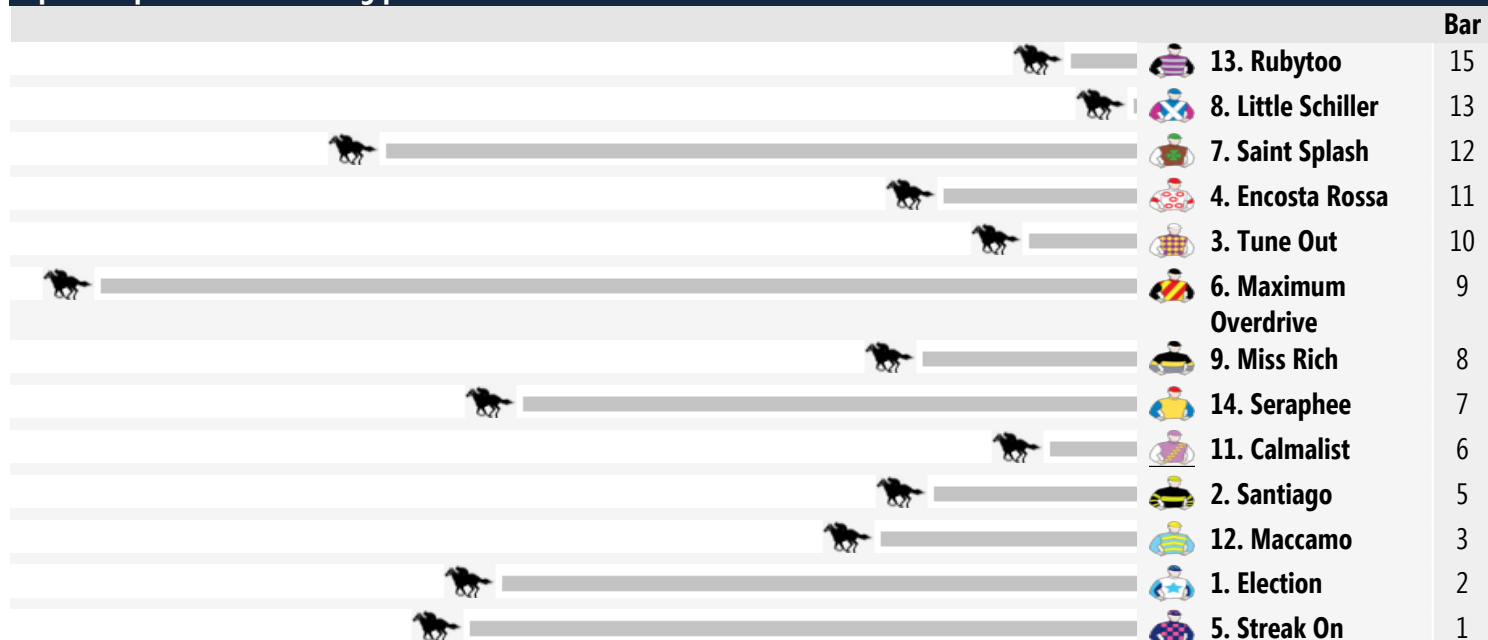 Bar
13. Rubytoo 15
8. Little Schiller 13
7. Saint Splash 12
4. Encosta Rossa 11
3. Tune Out 10
6. Maximum 9
Overdrive
9. Miss Rich 8
14. Seraphee 7
11. Calmalist 6
2. Santiago 5
12. Maccamo 3
1. Election 2
5. Streak On 1